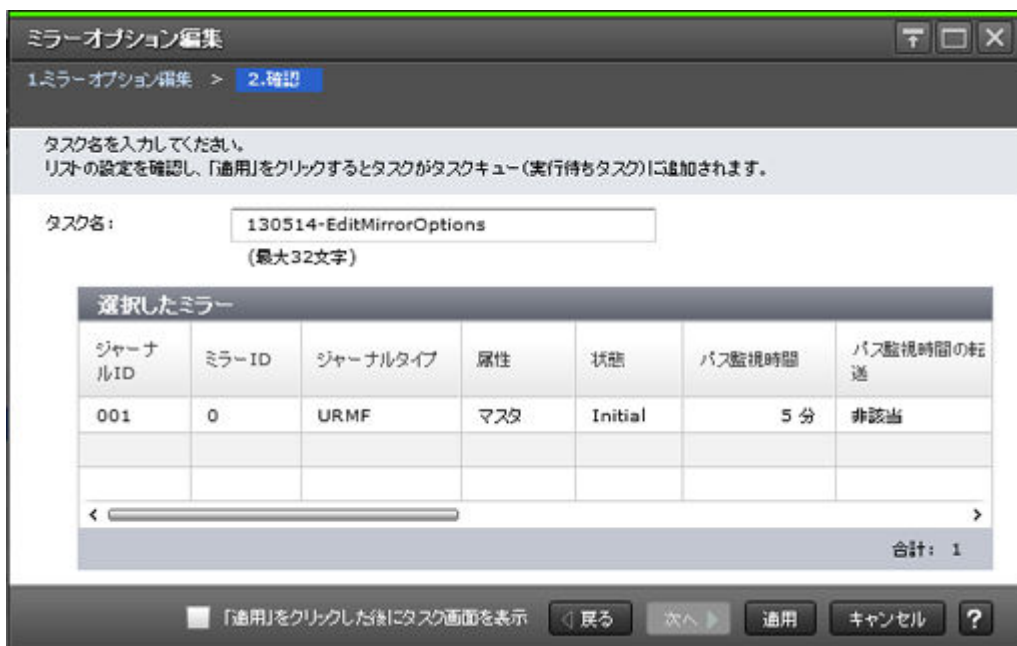 ミラーオプション編集
1.ミラーオプション編集 > 2.確認
タスク名を入力してください。
リストの設定を確認し、「適用」をクリックするとタスクがタスクキュー(実行待ちタスク)に追加されます。
タスク名: 130514-EditMirrorOptions
(最大32文字)
選択したミラー
ジャーナルID ミラーID ジャーナルタイプ 属性 状態 パス監視時間 パス監視時間の転送
001 0 URMF マスタ Initial 5 分 非該当
合計: 1
「適用」をクリックした後にタスク画面を表示 戻る 次へ 適用 キャンセル ?